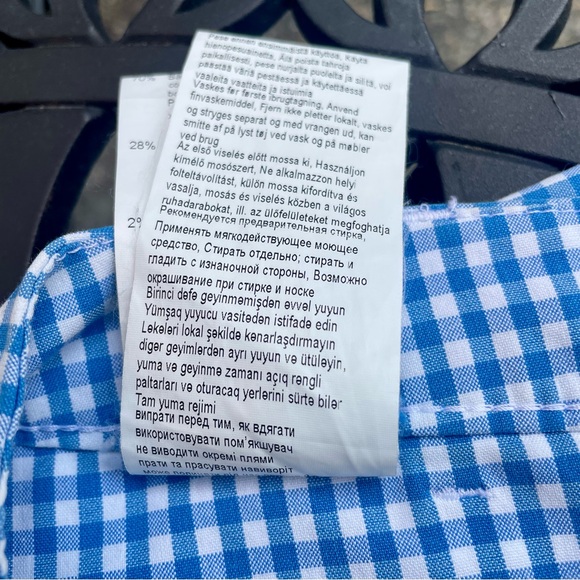 Pese ennen ensimmäistä käyttöä, Käytä
hienopesuainetta, Älä poista tahroja
paikallisesti, pese nurjalta puolelta ja silitä, voi
päästää väriä pestäessä ja käytettäessä
vaaleita vaatteita ja istuimia
Vaskes før første ibrugtagning, Anvend
finvaskemiddel, Fjern ikke pletter lokalt, vaskes
og stryges separat og med vrangen ud, kan
smitte af på lyst tøj ved vask og på møbler
ved brug
Az első viselés előtt mossa ki, Használjon
kímélő mosószert, Ne alkalmazzon helyi
folteltávolítást, külön mossa kifordítva és
vasalja, mosás és viselés közben a világos
ruhadarabokat, ill. az ülőfelületeket megfoghatja
Рекомендуется предварительная стирка,
Применять мягкодействующее моющее
средство, Стирать отдельно; стирать и
гладить с изнаночной стороны, Возможно
окрашивание при стирке и носке
Birinci dəfə geyinməmişdən əvvəl yuyun
Yümşaq yuyucu vasitədən istifadə edin
Ləkələri lokal şəkildə kənarlaşdırmayın
digər geyimlərdən ayrı yuyun və ütüləyin,
yuma və geyinmə zamanı açıq rəngli
paltarları və oturacaq yerlərini sürtə bilər
Tam yuma rejimi
випрати перед тим, як вдягати
використовувати пом'якшувач
не виводити окремі плями
прати та прасувати навиворіт
28%
2%